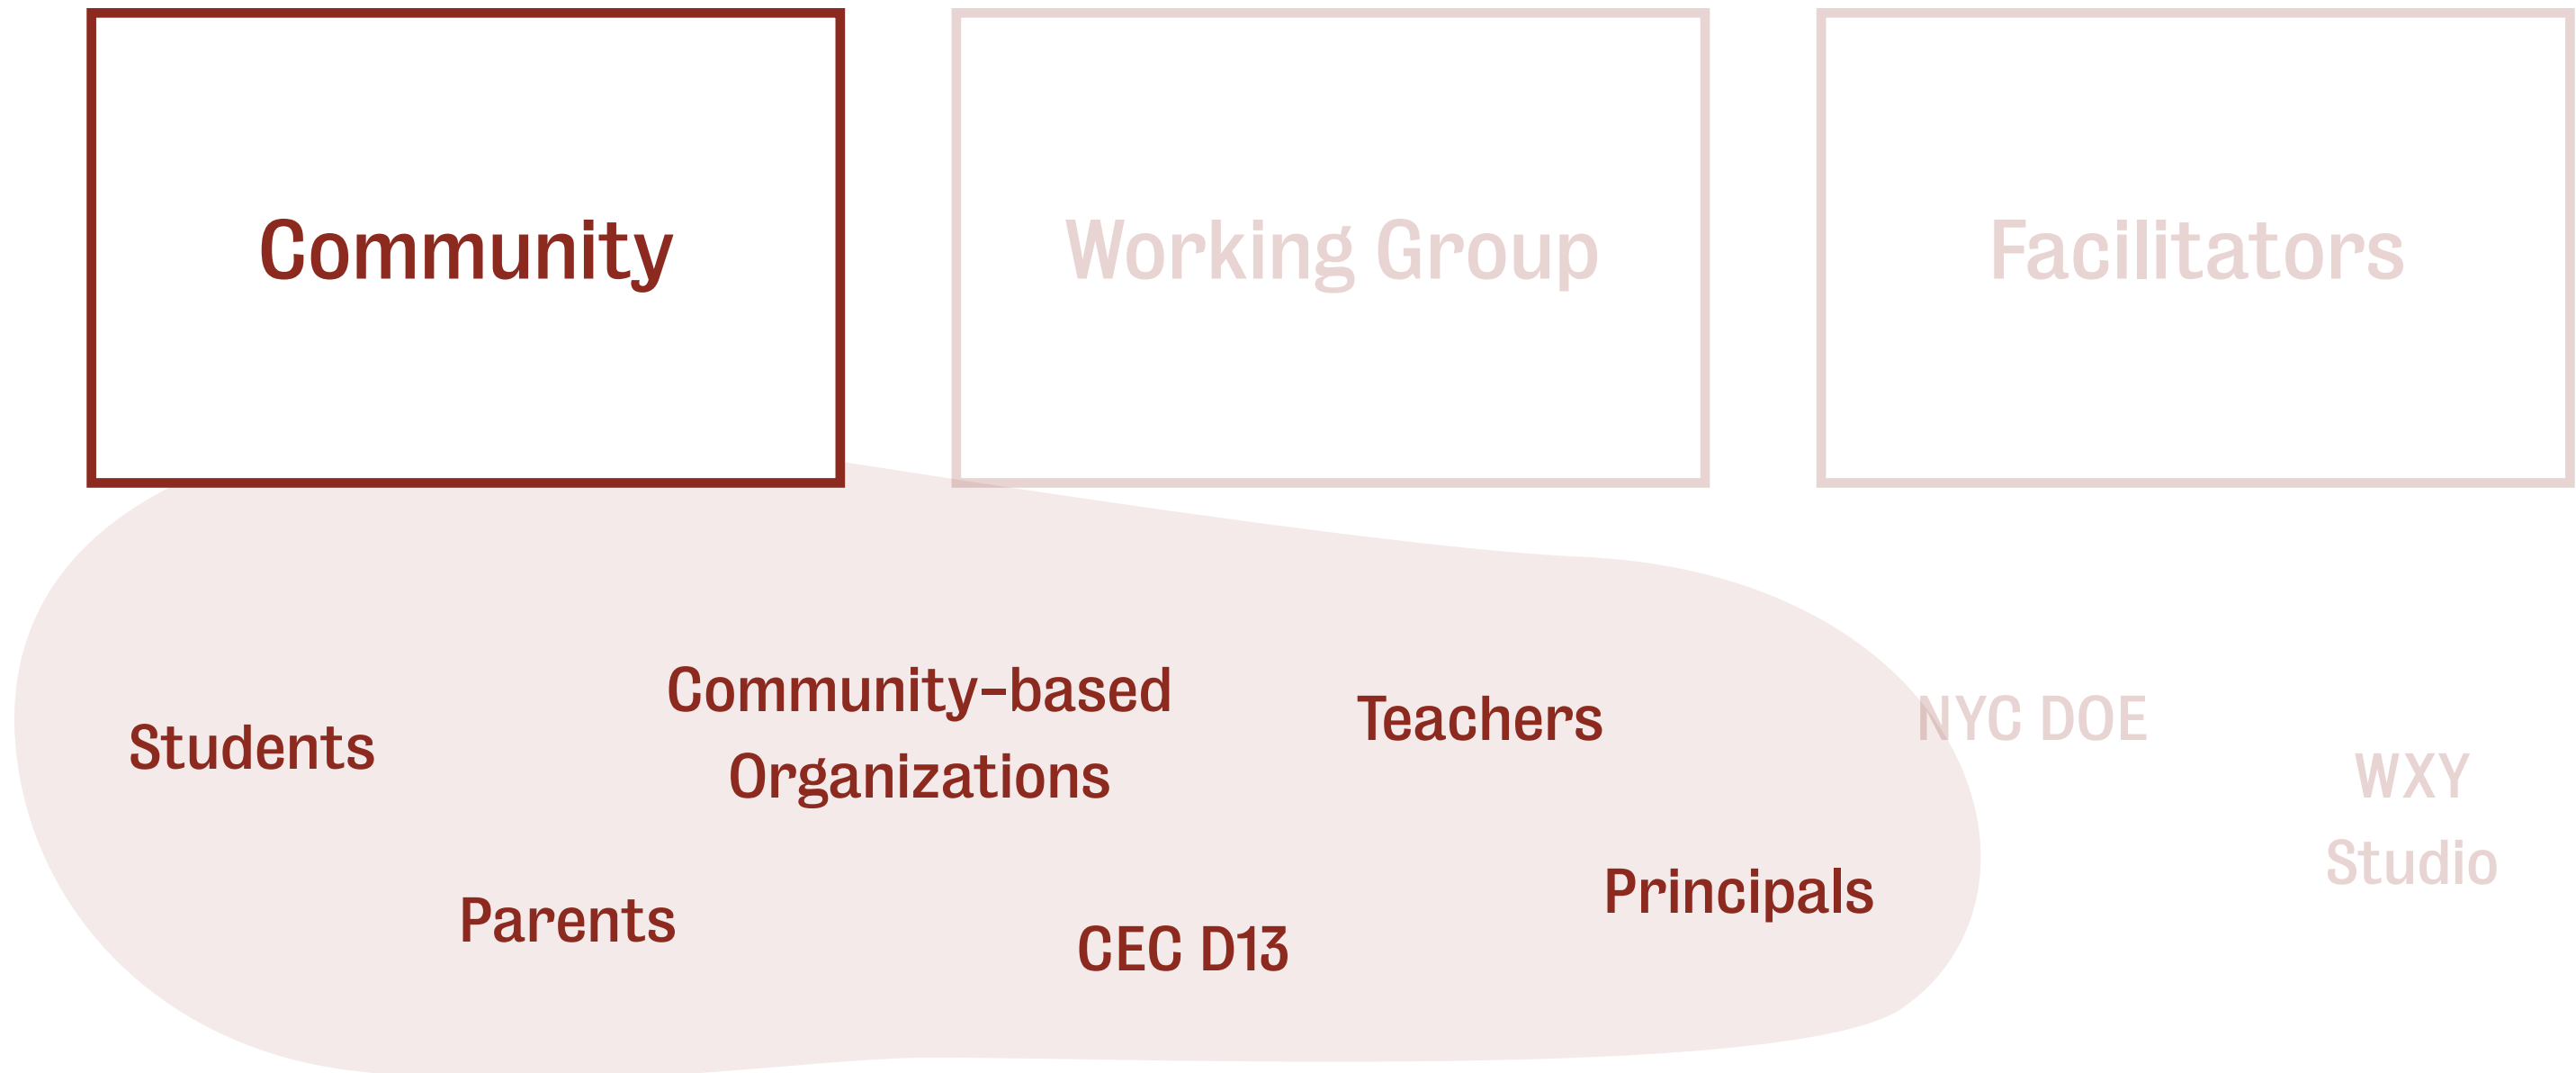 Community
Working Group
Facilitators
Students
Community-based
Organizations
Teachers
NYC DOE
WXY
Studio
Parents
CEC D13
Principals